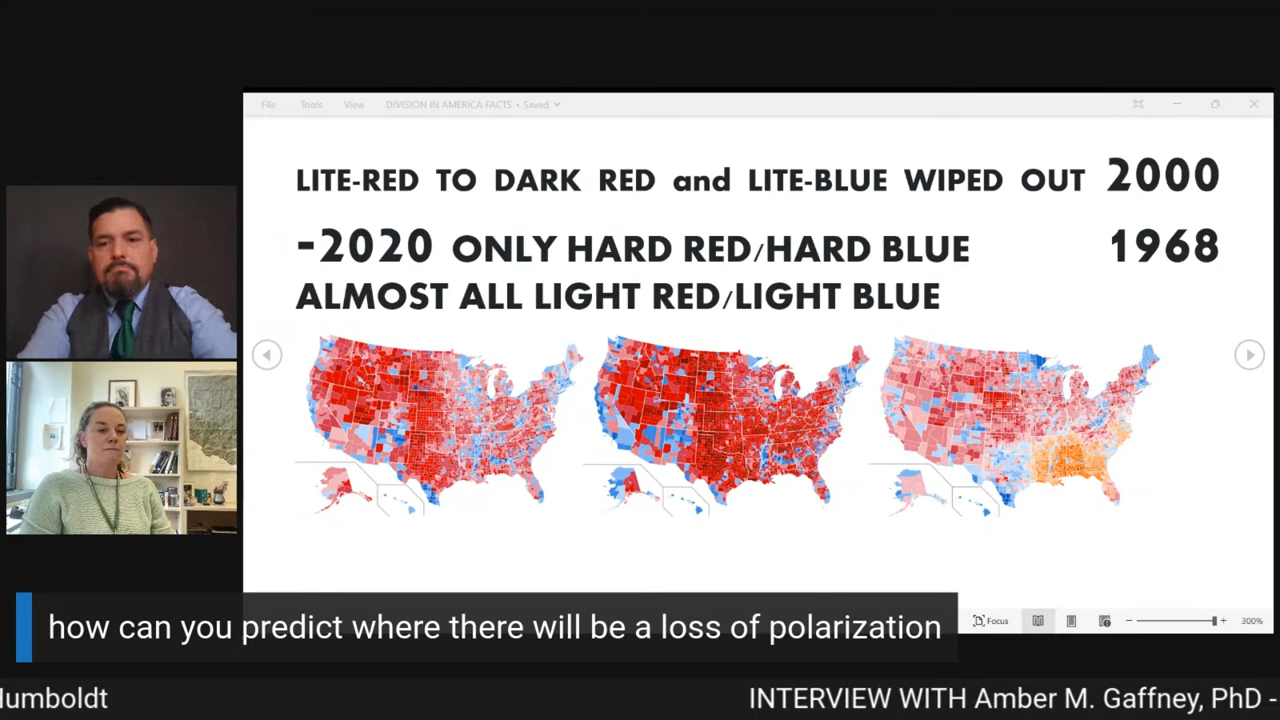 File Tools View DIVISION IN AMERICA FACTS • Saved
LITE-RED TO DARK RED and LITE-BLUE WIPED OUT 2000
-2020 ONLY HARD RED/HARD BLUE 1968
ALMOST ALL LIGHT RED/LIGHT BLUE
how can you predict where there will be a loss of polarization
Focus 300%
Humboldt INTERVIEW WITH Amber M. Gaffney, PhD -